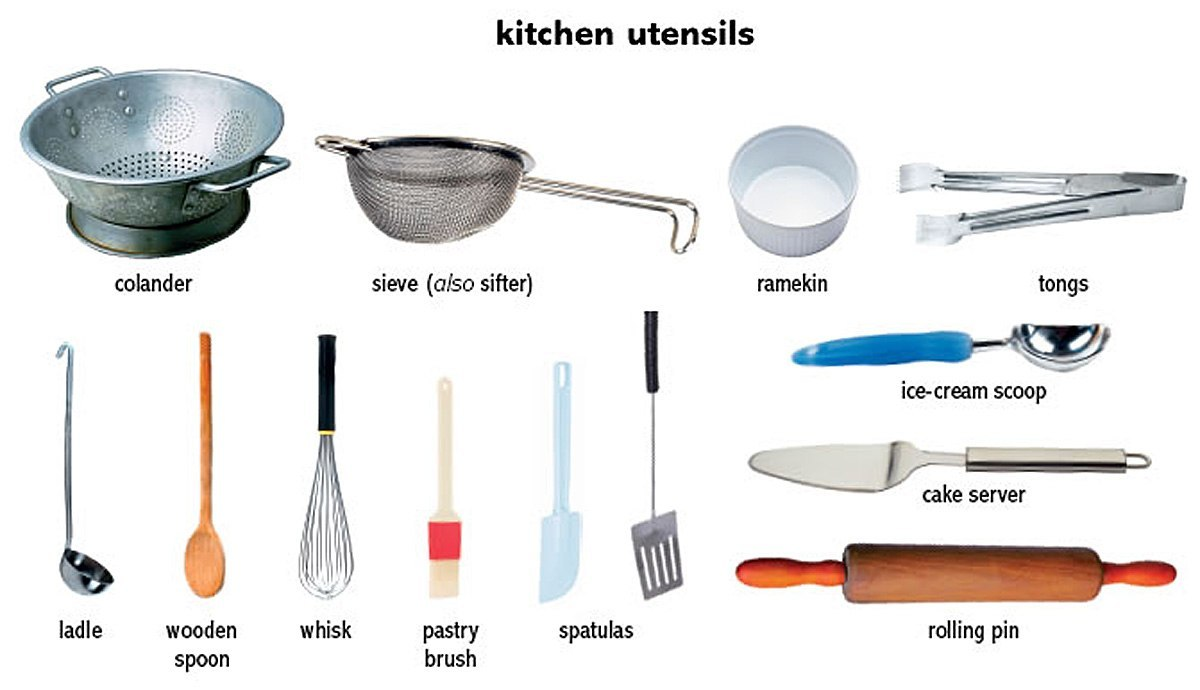 kitchen utensils
colander
sieve (also sifter)
ramekin
tongs
ice-cream scoop
cake server
ladle
wooden
spoon
whisk
pastry
brush
spatulas
rolling pin